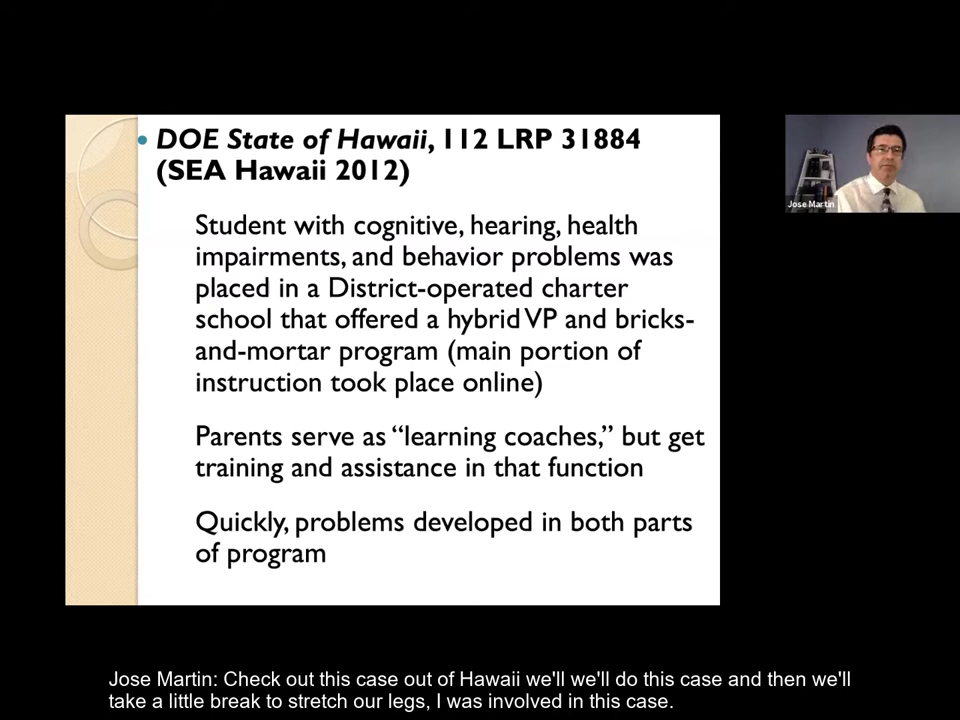 DOE State of Hawaii, 112 LRP 31884
(SEA Hawaii 2012)
Student with cognitive, hearing, health
impairments, and behavior problems was
placed in a District-operated charter
school that offered a hybrid VP and bricks-
and-mortar program (main portion of
instruction took place online)
Parents serve as “learning coaches,” but get
training and assistance in that function
Quickly, problems developed in both parts
of program
Jose Martin
Jose Martin: Check out this case out of Hawaii we'll we'll do this case and then we'll
take a little break to stretch our legs, I was involved in this case.